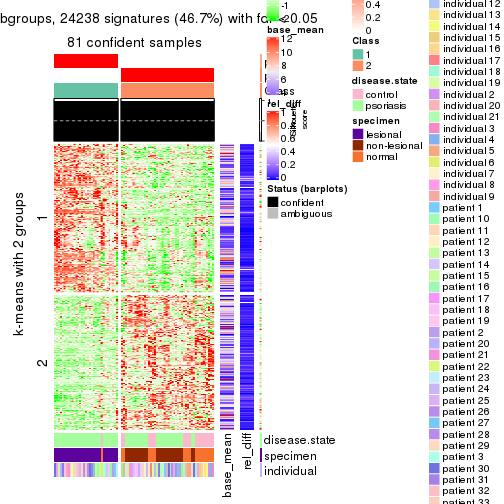 bgroups, 24238 signatures (46.7%) with fdr <0.05
81 confident samples
k-means with 2 groups
1
2
base_mean
rel_diff
disease.state
specimen
individual
-1
-2
base_mean
12
10
8
6
rel_diff
1
0.8
0.6
0.4
0.2
0
score
Status (barplots)
confident
ambiguous
0.4
0.2
0
Class
1
2
disease.state
control
psoriasis
specimen
lesional
non-lesional
normal
individual 12
individual 13
individual 14
individual 15
individual 16
individual 17
individual 18
individual 19
individual 2
individual 20
individual 21
individual 3
individual 4
individual 5
individual 6
individual 7
individual 8
individual 9
patient 1
patient 10
patient 11
patient 12
patient 13
patient 14
patient 15
patient 16
patient 17
patient 18
patient 19
patient 2
patient 20
patient 21
patient 22
patient 23
patient 24
patient 25
patient 26
patient 27
patient 28
patient 29
patient 3
patient 30
patient 31
patient 32
patient 33